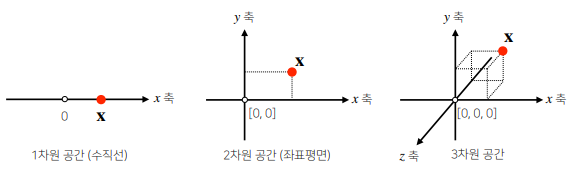 x 축
0
x
1차원 공간 (수직선)
y 축
x
x 축
[0, 0]
2차원 공간 (좌표평면)
y 축
x
x 축
[0, 0, 0]
z 축
3차원 공간